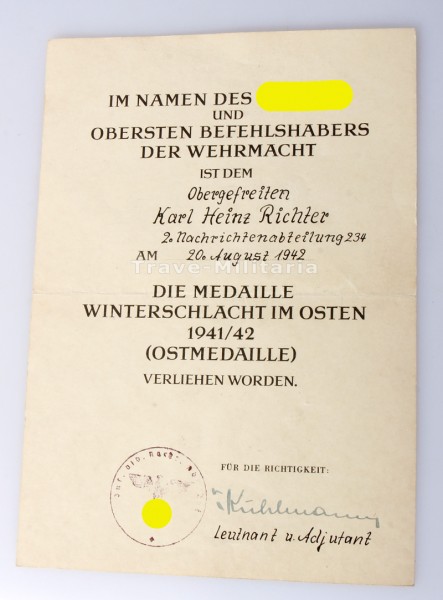 IM NAMEN DES
UND
OBERSTEN BEFEHLSHABERS
DER WEHRMACHT
IST DEM
Obergefreiten
Karl Heinz Richter
2. Nachrichtenabteilung 234
AM 20. August 1942
Trave-Militaria
DIE MEDAILLE
WINTERSCHLACHT IM OSTEN
1941/42
(OSTMEDAILLE)
VERLIEHEN WORDEN.
FÜR DIE RICHTIGKEIT:
Kuhlmann
Leutnant u. Adjutant